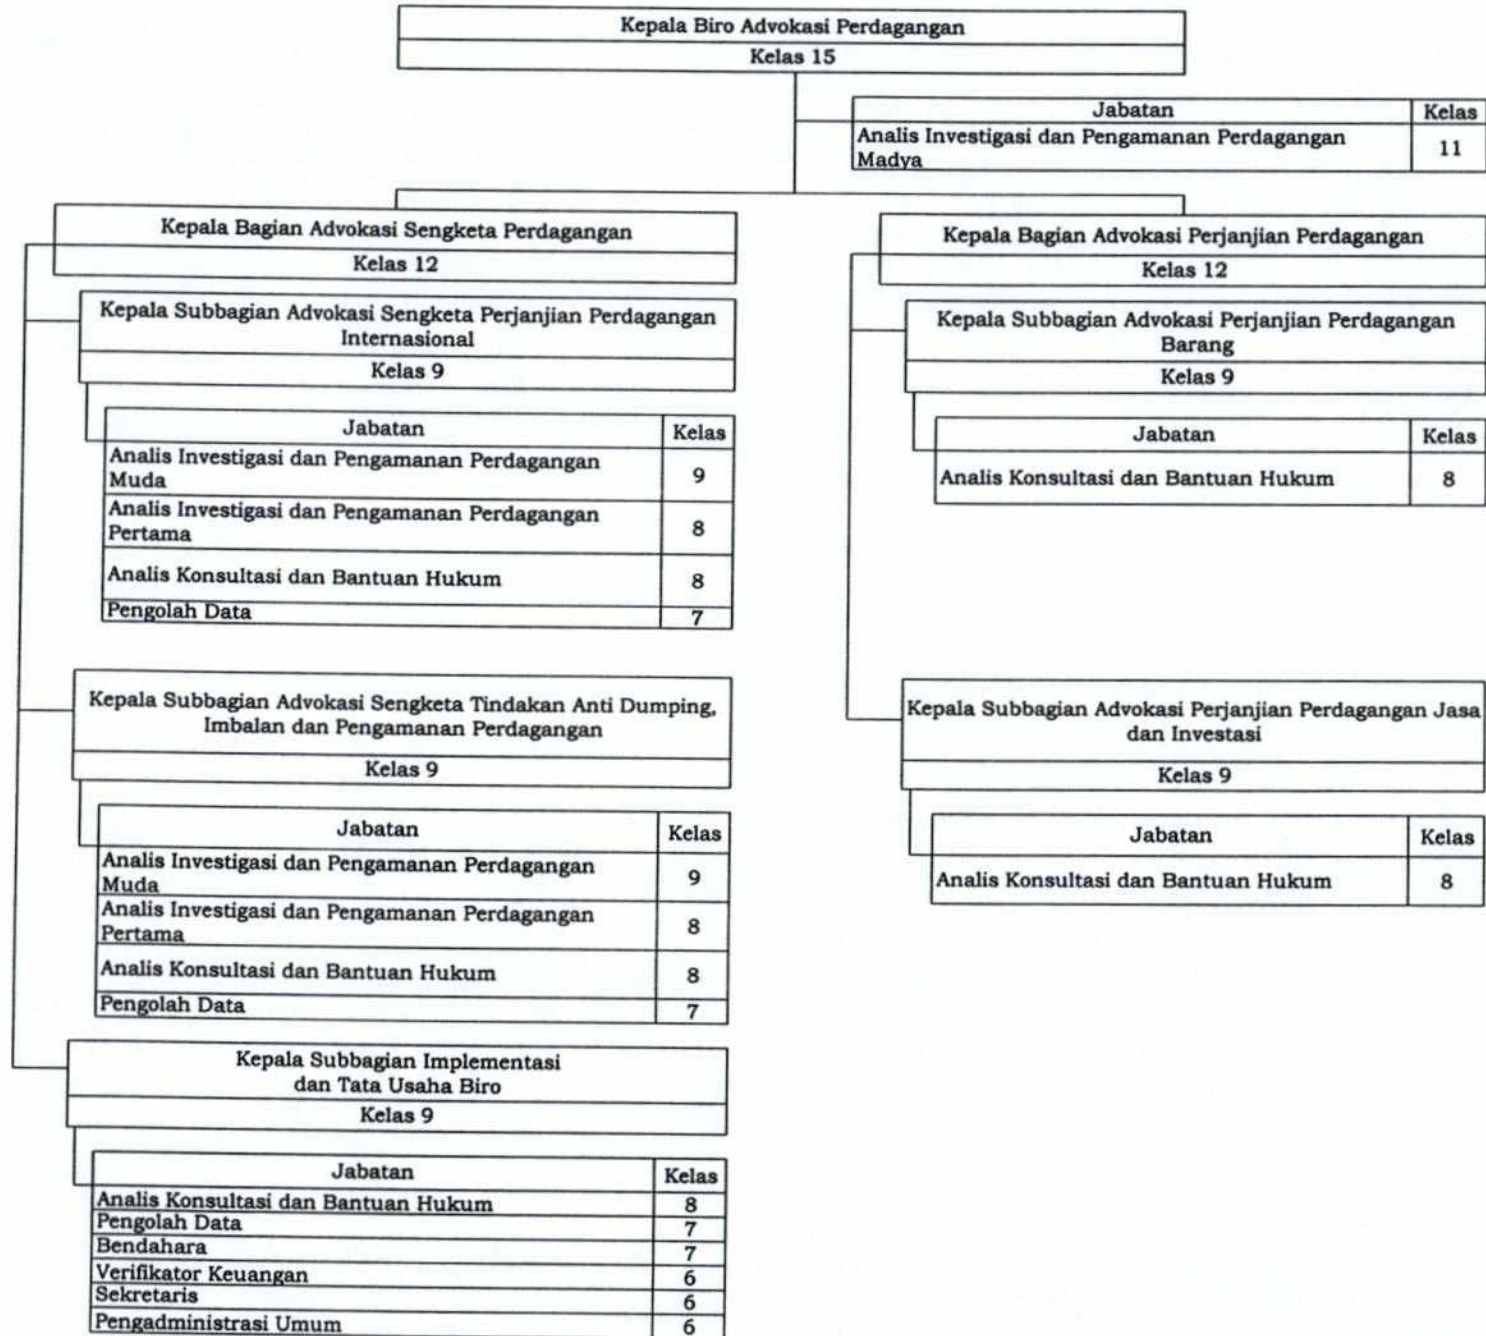 Kepala Biro Advokasi Perdagangan
Kelas 15
Jabatan Kelas
Analis Investigasi dan Pengamanan Perdagangan
Madya
11
Kepala Bagian Advokasi Sengketa Perdagangan
Kelas 12
Kepala Subbagian Advokasi Sengketa Perjanjian Perdagangan
Internasional
Kelas 9
Jabatan Kelas
Analis Investigasi dan Pengamanan Perdagangan
Muda
9
Analis Investigasi dan Pengamanan Perdagangan
Pertama
8
Analis Konsultasi dan Bantuan Hukum 8
Pengolah Data 7
Kepala Subbagian Advokasi Sengketa Tindakan Anti Dumping,
Imbalan dan Pengamanan Perdagangan
Kelas 9
Jabatan Kelas
Analis Investigasi dan Pengamanan Perdagangan
Muda
9
Analis Investigasi dan Pengamanan Perdagangan
Pertama
8
Analis Konsultasi dan Bantuan Hukum 8
Pengolah Data 7
Kepala Subbagian Implementasi
dan Tata Usaha Biro
Kelas 9
Jabatan Kelas
Analis Konsultasi dan Bantuan Hukum 8
Pengolah Data 7
Bendahara 7
Verifikator Keuangan 6
Sekretaris 6
Pengadministrasi Umum 6
Kepala Bagian Advokasi Perjanjian Perdagangan
Kelas 12
Kepala Subbagian Advokasi Perjanjian Perdagangan
Barang
Kelas 9
Jabatan Kelas
Analis Konsultasi dan Bantuan Hukum 8
Kepala Subbagian Advokasi Perjanjian Perdagangan Jasa
dan Investasi
Kelas 9
Jabatan Kelas
Analis Konsultasi dan Bantuan Hukum 8